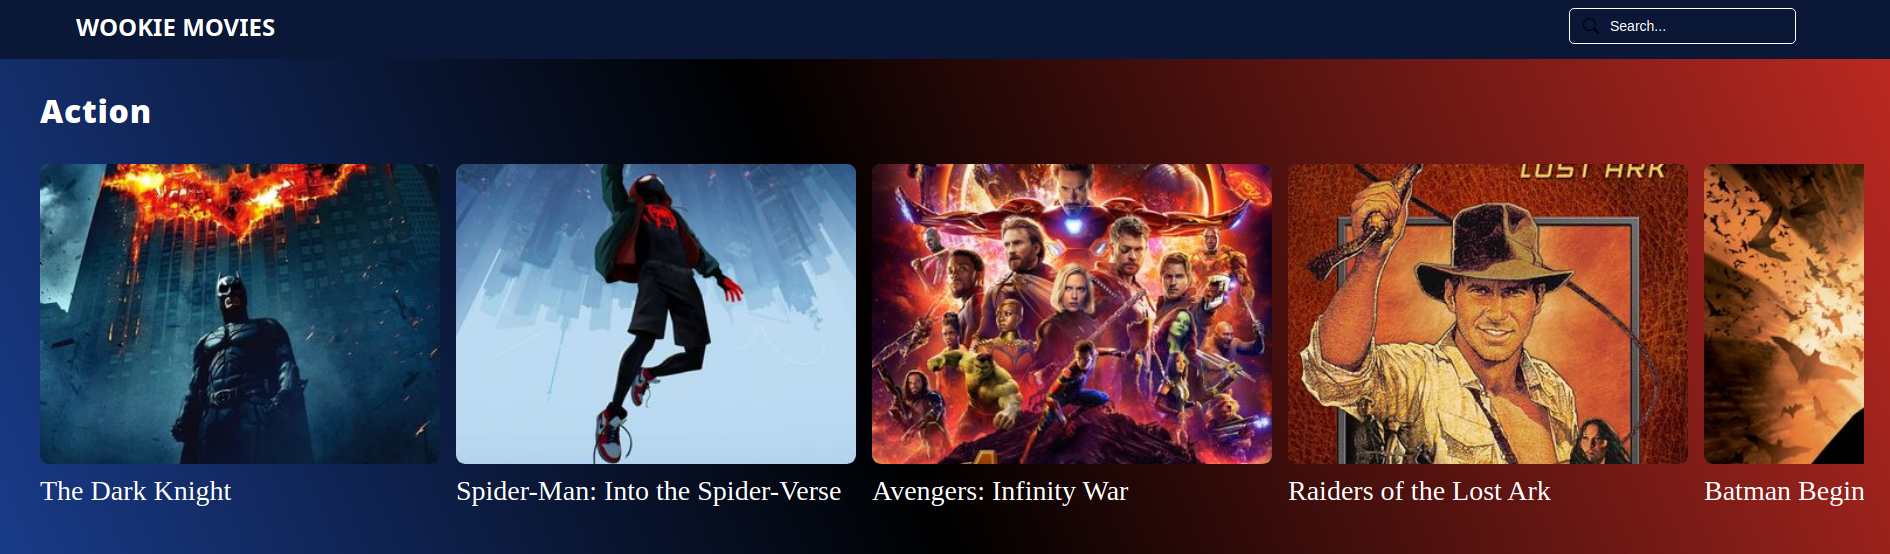 WOOKIE MOVIES
Search...
Action
LOST ARK
The Dark Knight
Spider-Man: Into the Spider-Verse
Avengers: Infinity War
Raiders of the Lost Ark
Batman Begin